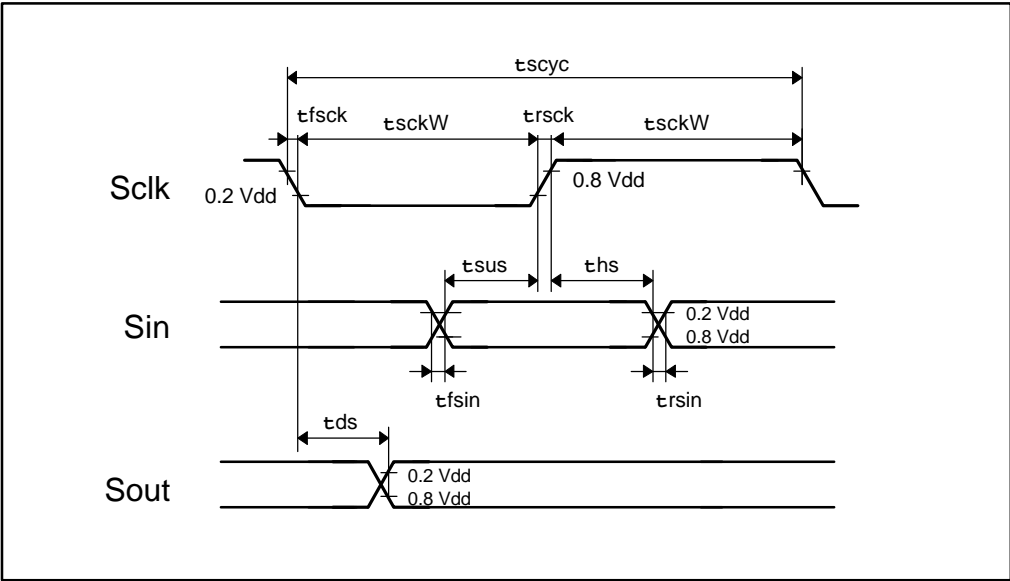 tscyc
tfsck tsckW trsck tsckW
Sclk 0.2 Vdd 0.8 Vdd
tsus ths
Sin 0.2 Vdd
0.8 Vdd
tfsin trsin
tds
Sout 0.2 Vdd
0.8 Vdd